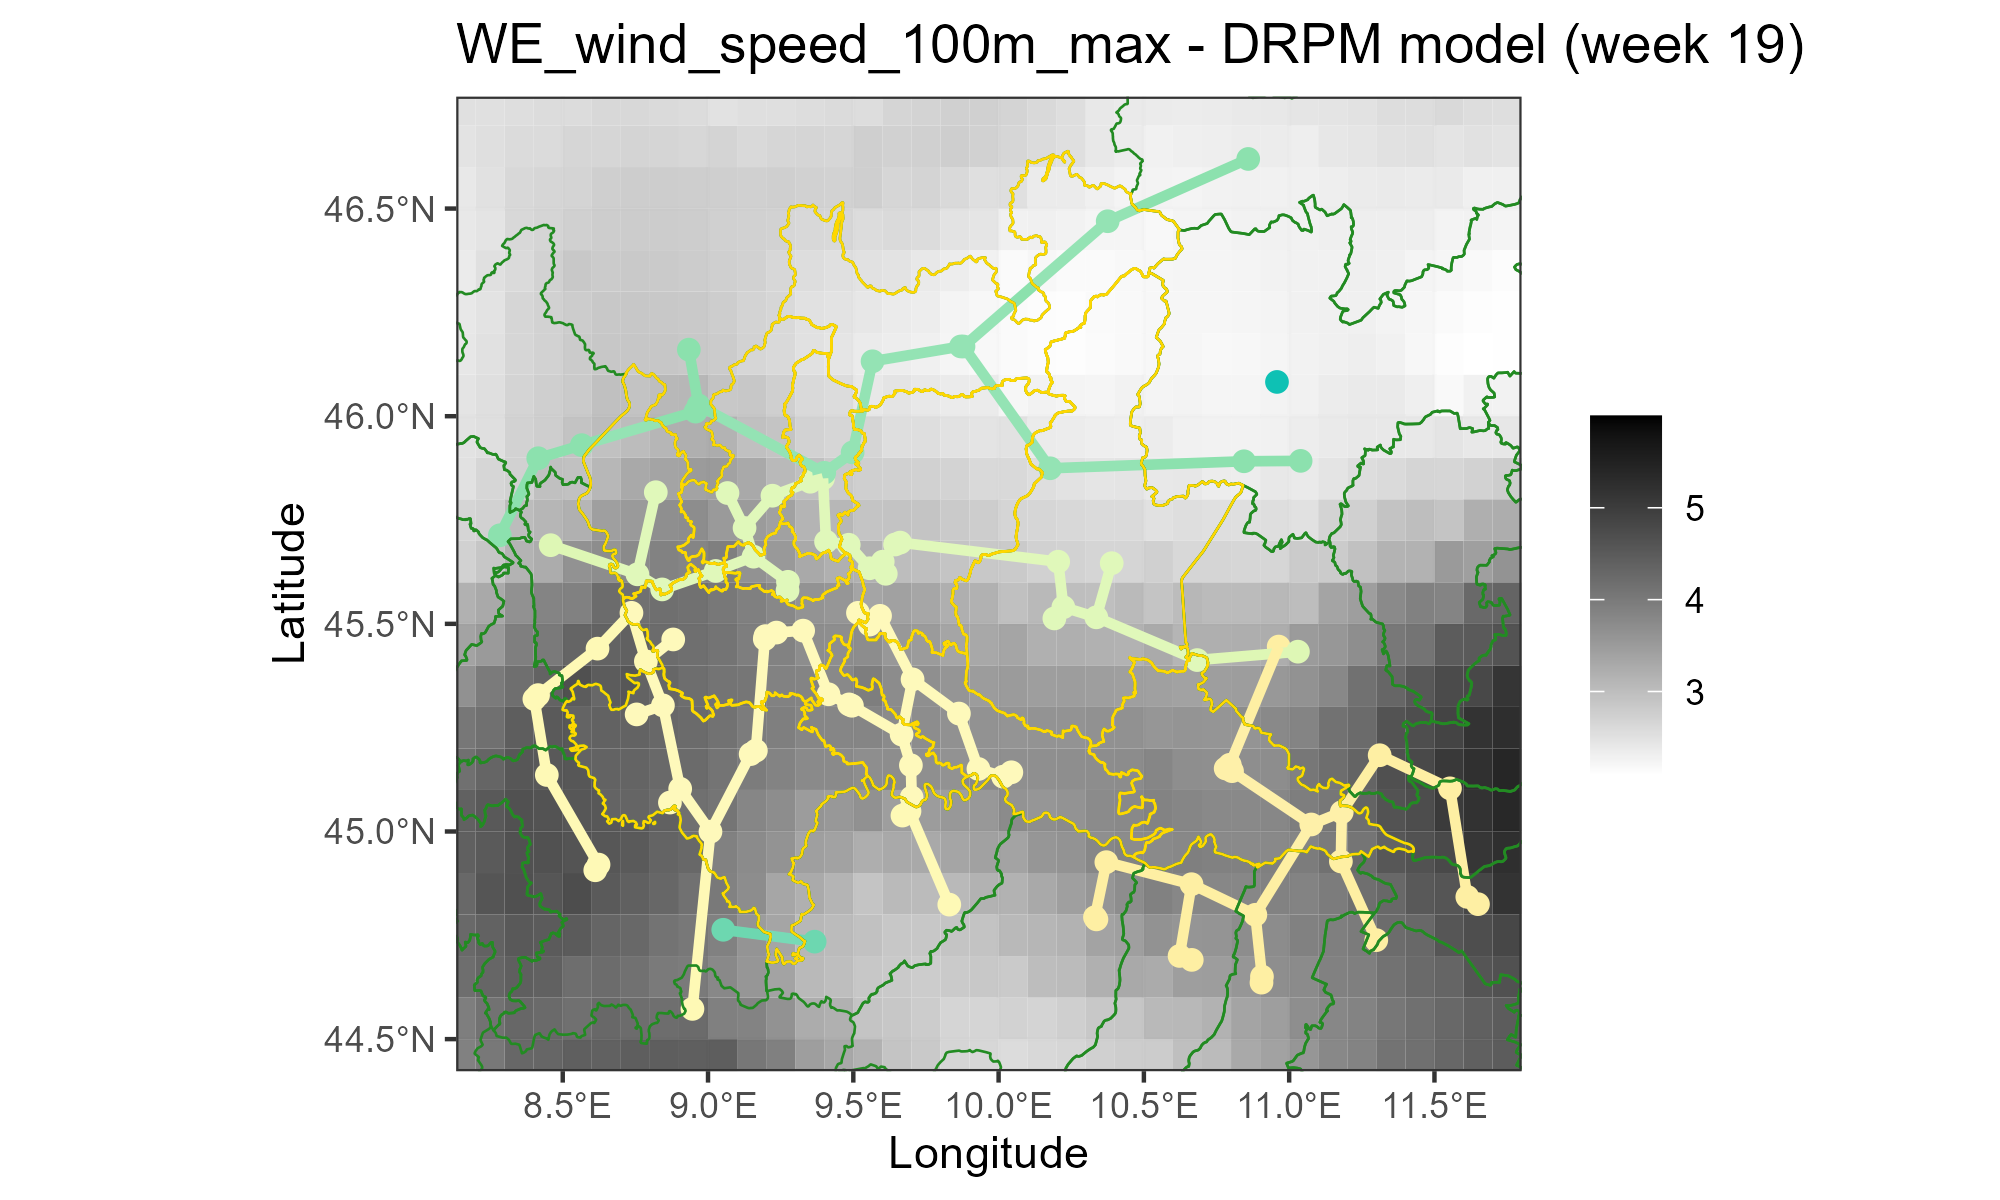 WE_wind_speed_100m_max - DRPM model (week 19)
46.5°N
46.0°N
45.5°N
45.0°N
44.5°N
Latitude
8.5°E 9.0°E 9.5°E 10.0°E 10.5°E 11.0°E 11.5°E
Longitude
5
4
3